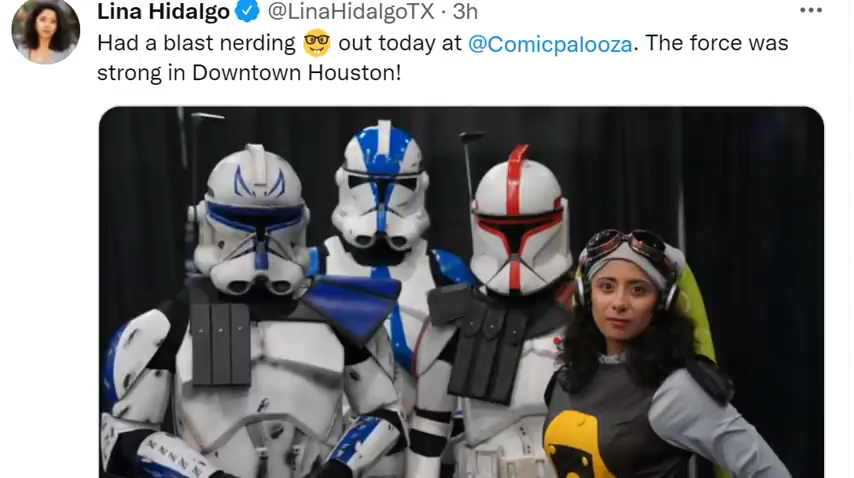 Lina Hidalgo @LinaHidalgoTX · 3h
Had a blast nerding 🤓 out today at @Comicpalooza. The force was
strong in Downtown Houston!